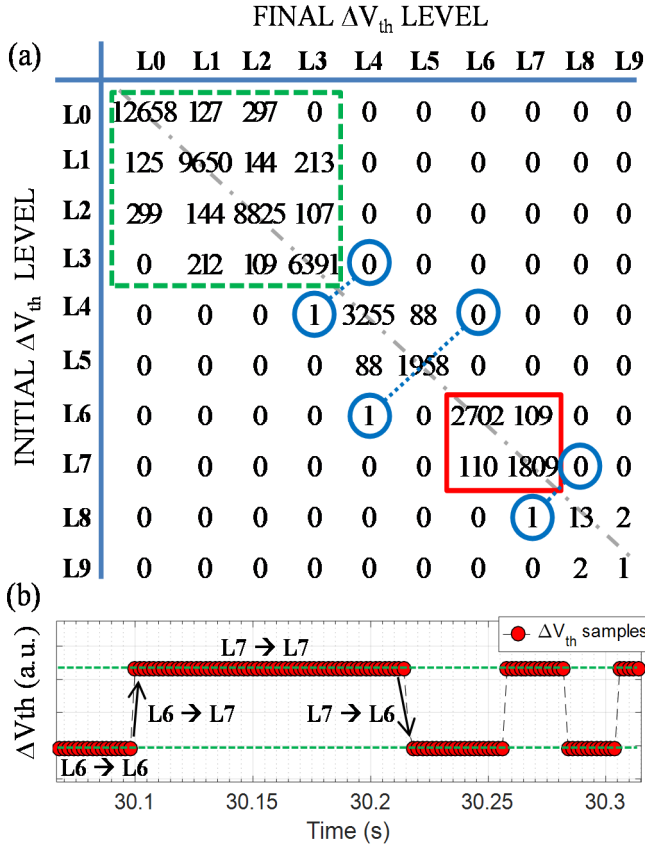 FINAL ΔVth LEVEL
(a)
L0 L1 L2 L3 L4 L5 L6 L7 L8 L9
INITIAL ΔVth LEVEL
L0 12658 127 297 0 0 0 0 0 0 0
L1 125 9650 144 213 0 0 0 0 0 0
L2 299 144 8825 107 0 0 0 0 0 0
L3 0 212 109 6391 0 0 0 0 0 0
L4 0 0 0 1 3255 88 0 0 0 0
L5 0 0 0 0 88 1958 0 0 0 0
L6 0 0 0 0 1 0 2702 109 0 0
L7 0 0 0 0 0 0 110 1809 0 0
L8 0 0 0 0 0 0 0 1 13 2
L9 0 0 0 0 0 0 0 0 2 1
(b)
ΔVth samples
ΔVth (a.u.)
L7 → L7
L6 → L7 L7 → L6
L6 → L6
30.1 30.15 30.2 30.25 30.3
Time (s)